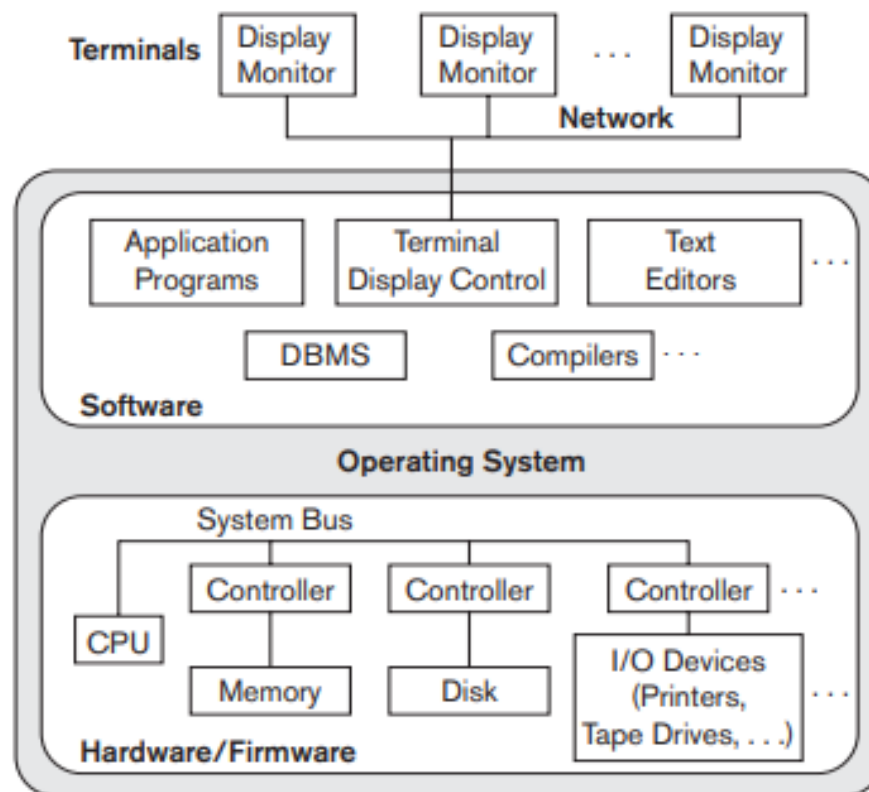 Terminals
Display
Monitor
Display
Monitor
. . .
Display
Monitor
Network
Application
Programs
Terminal
Display Control
Text
Editors
. . .
DBMS
Compilers
. . .
Software
Operating System
System Bus
CPU
Controller
Memory
Controller
Disk
Controller
. . .
I/O Devices
(Printers,
Tape Drives, . . .)
. . .
Hardware/Firmware